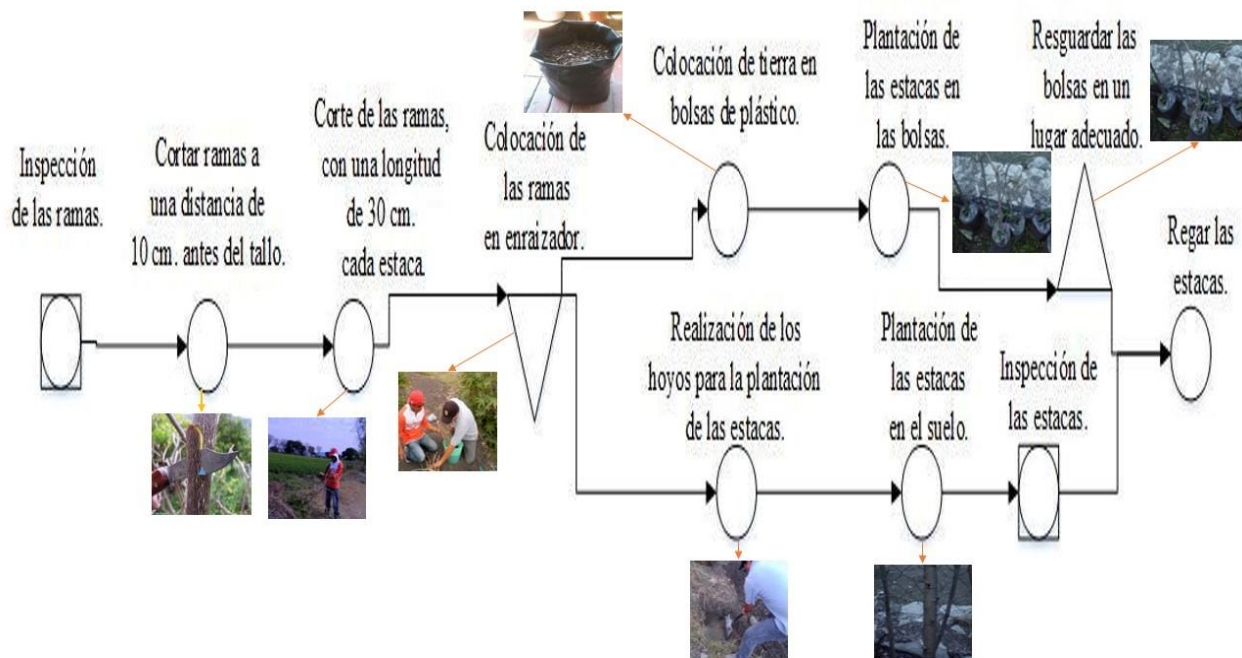 Inspección
de las ramas.
Cortar ramas a
una distancia de
10 cm. antes del tallo.
Corte de las ramas,
con una longitud
de 30 cm.
cada estaca.
Colocación de
las ramas
en enraizador.
Colocación de tierra en
bolsas de plástico.
Plantación de
las estacas en
las bolsas.
Resguardar las
bolsas en un
lugar adecuado.
Realización de los
hoyos para la plantación
de las estacas.
Plantación de
las estacas
en el suelo.
Inspección de
las estacas.
Regar las
estacas.